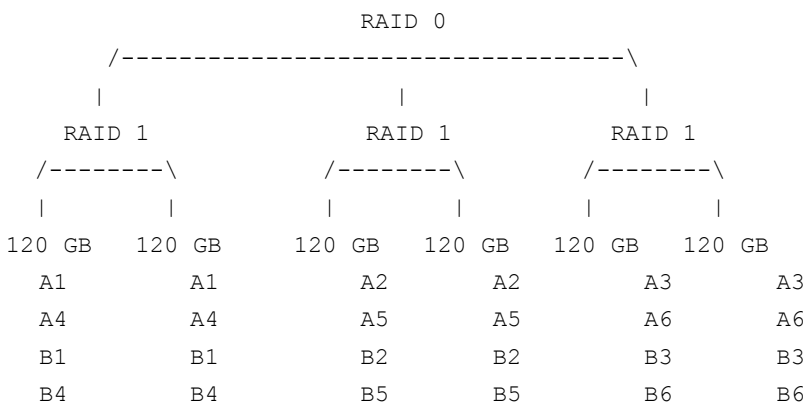 RAID 0
/-----------------------------------\
| | |
RAID 1 RAID 1 RAID 1
/--------\ /--------\ /--------\
| | | | | |
120 GB 120 GB 120 GB 120 GB 120 GB 120 GB
A1 A1 A2 A2 A3 A3
A4 A4 A5 A5 A6 A6
B1 B1 B2 B2 B3 B3
B4 B4 B5 B5 B6 B6